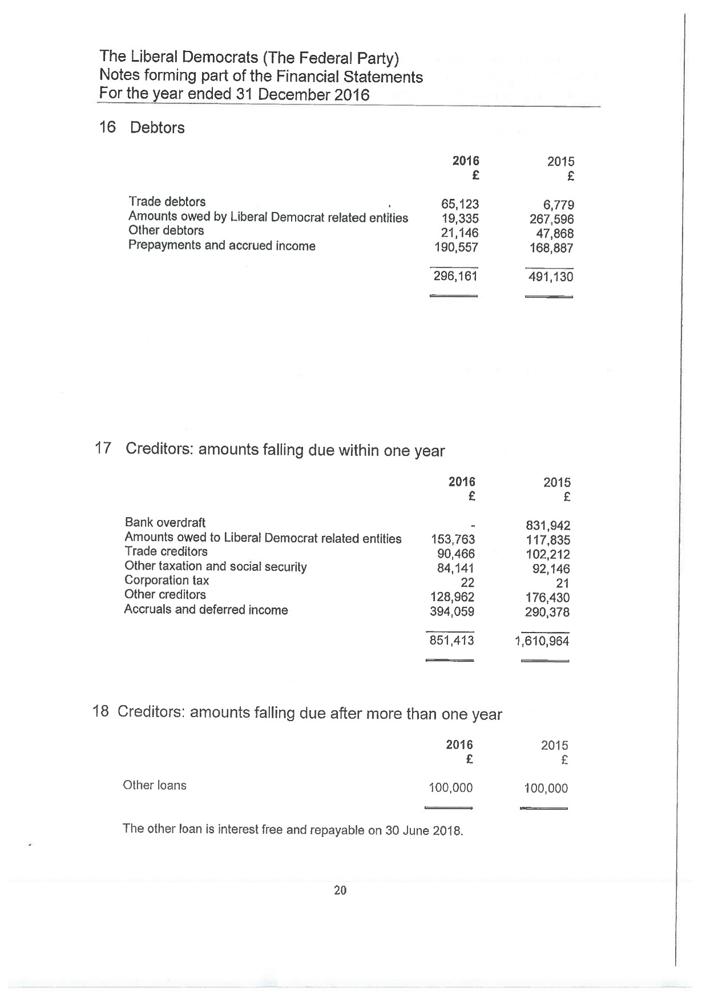 The Liberal Democrats (The Federal Party)
Notes forming part of the Financial Statements
For the year ended 31 December 2016
16 Debtors
2016 2015
£ £
Trade debtors 65,123 6,779
Amounts owed by Liberal Democrat related entities 19,335 267,596
Other debtors 21,146 47,868
Prepayments and accrued income 190,557 168,887
296,161 491,130
17 Creditors: amounts falling due within one year
2016 2015
£ £
Bank overdraft - 831,942
Amounts owed to Liberal Democrat related entities 153,763 117,835
Trade creditors 90,466 102,212
Other taxation and social security 84,141 92,146
Corporation tax 22 21
Other creditors 128,962 176,430
Accruals and deferred income 394,059 290,378
851,413 1,610,964
18 Creditors: amounts falling due after more than one year
2016 2015
£ £
Other loans 100,000 100,000
The other loan is interest free and repayable on 30 June 2018.
20